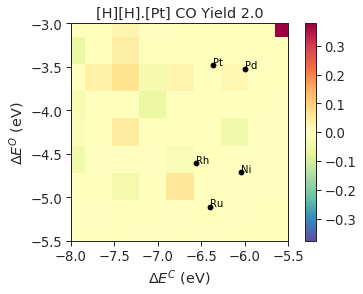 [H][H].[Pt] CO Yield 2.0
−3.0
−3.5
−4.0
−4.5
−5.0
−5.5
ΔE^O (eV)
Pt
Pd
Rh
Ni
Ru
−8.0 −7.5 −7.0 −6.5 −6.0 −5.5
ΔE^C (eV)
0.3
0.2
0.1
0.0
−0.1
−0.2
−0.3